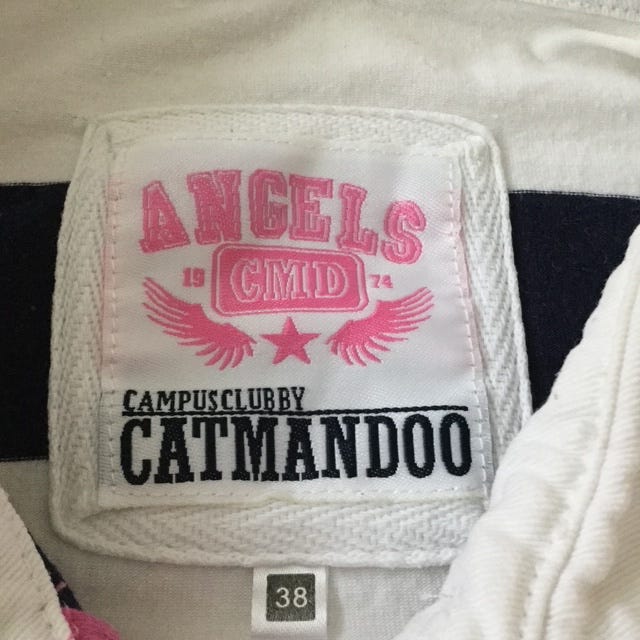 ANGELS
19 CMD 74
CAMPUSCLUBBY
CATMANDOO
38